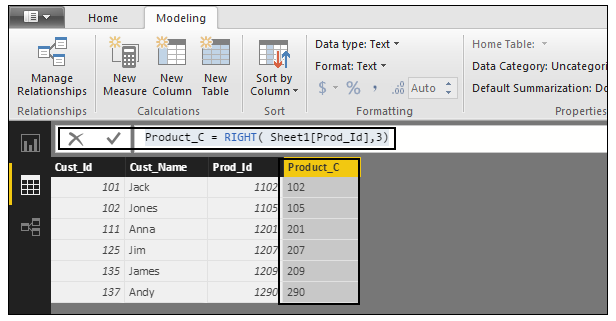 Home Modeling
Data type: Text Home Table:
Format: Text Data Category: Uncategori
Manage Relationships New Measure New Column New Table Sort by Column $ % , .00 Auto Default Summarization: Do
Relationships Calculations Sort Formatting Properties
Product_C = RIGHT( Sheet1[Prod_Id],3)
Cust_Id Cust_Name Prod_Id Product_C
101 Jack 1102 102
102 Jones 1105 105
111 Anna 1201 201
125 Jim 1207 207
135 James 1209 209
137 Andy 1290 290